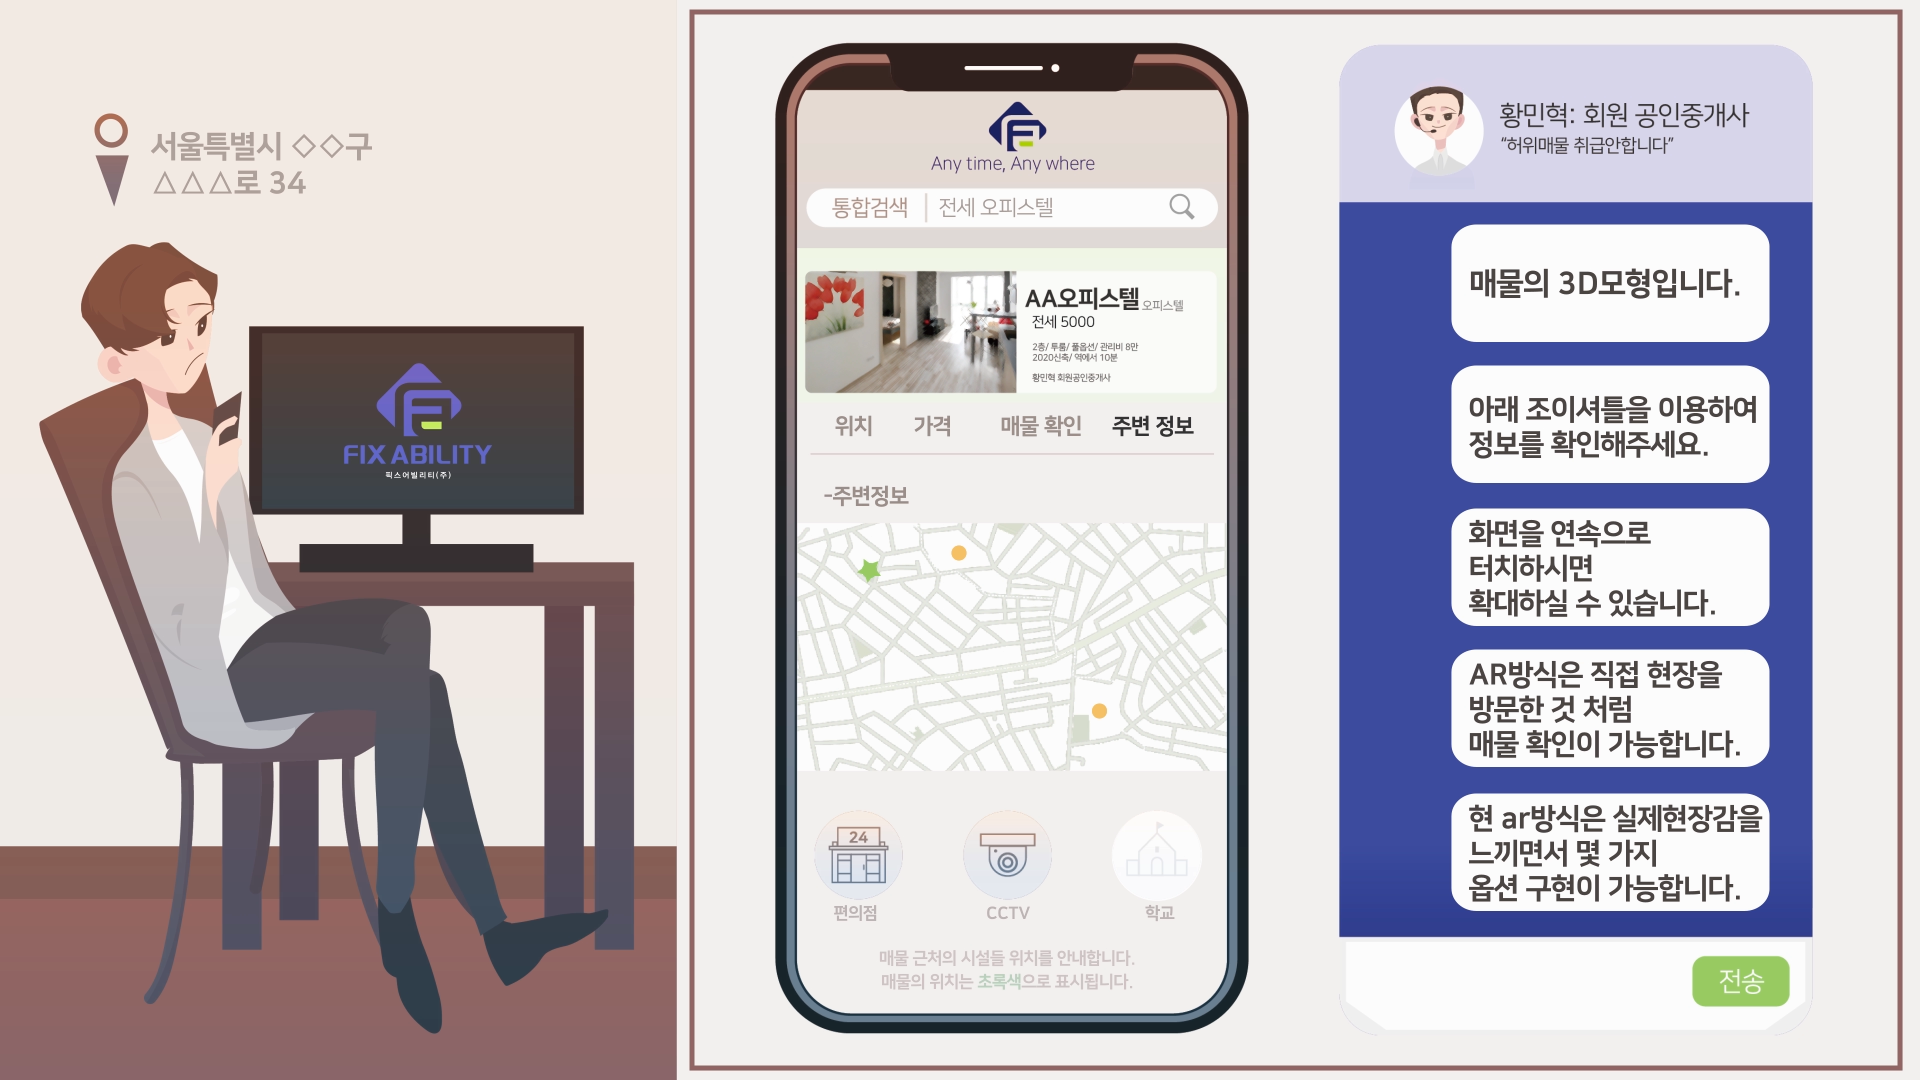 서울특별시 ◇◇구
△△△로 34
FIX ABILITY
픽스어빌리티(주)
Any time, Any where
통합검색 전세 오피스텔
AA오피스텔 오피스텔
전세 5000
2층/ 투룸/ 풀옵션/ 관리비 8만
2020신축/ 역에서 10분
황민혁 회원공인중개사
위치 가격 매물 확인 주변 정보
-주변정보
24
편의점 CCTV 학교
매물 근처의 시설들 위치를 안내합니다.
매물의 위치는 초록색으로 표시됩니다.
황민혁: 회원 공인중개사
“허위매물 취급안합니다”
매물의 3D모형입니다.
아래 조이셔틀을 이용하여
정보를 확인해주세요.
화면을 연속으로
터치하시면
확대하실 수 있습니다.
AR방식은 직접 현장을
방문한 것 처럼
매물 확인이 가능합니다.
현 ar방식은 실제현장감을
느끼면서 몇 가지
옵션 구현이 가능합니다.
전송